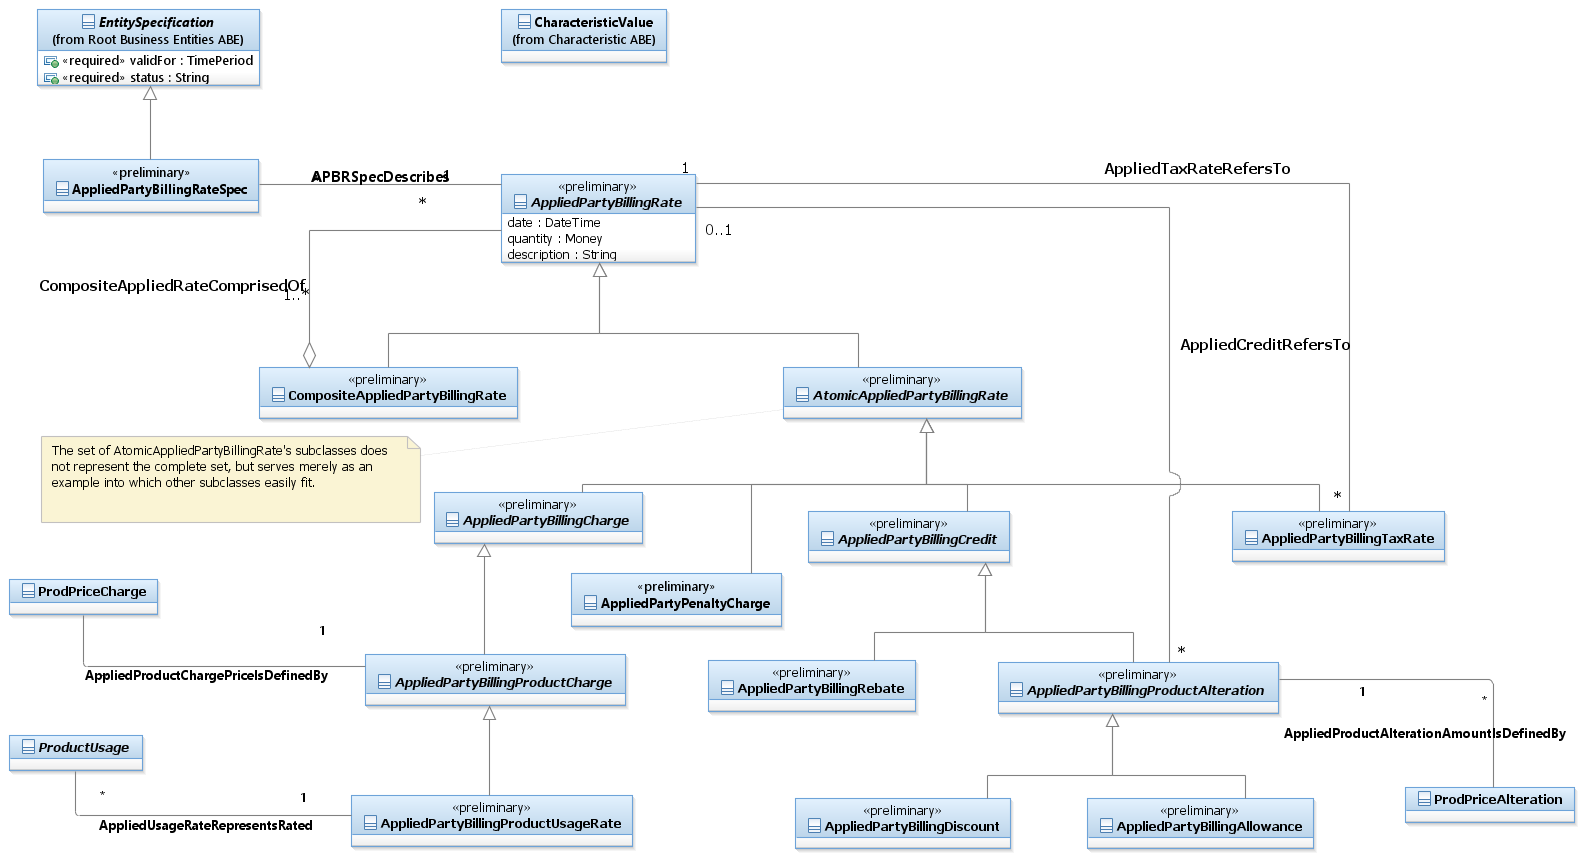 EntitySpecification
(from Root Business Entities ABE)
«required» validFor : TimePeriod
«required» status : String
CharacteristicValue
(from Characteristic ABE)
«preliminary»
AppliedPartyBillingRateSpec
APBRSpecDescribes
1
*
«preliminary»
AppliedPartyBillingRate
date : DateTime
quantity : Money
description : String
1
AppliedTaxRateRefersTo
0..1
CompositeAppliedRateComprisedOf
1..*
AppliedCreditRefersTo
«preliminary»
CompositeAppliedPartyBillingRate
«preliminary»
AtomicAppliedPartyBillingRate
The set of AtomicAppliedPartyBillingRate's subclasses does
not represent the complete set, but serves merely as an
example into which other subclasses easily fit.
«preliminary»
AppliedPartyBillingCharge
«preliminary»
AppliedPartyBillingCredit
*
«preliminary»
AppliedPartyBillingTaxRate
«preliminary»
AppliedPartyPenaltyCharge
ProdPriceCharge
1
AppliedProductChargePriceIsDefinedBy
«preliminary»
AppliedPartyBillingProductCharge
«preliminary»
AppliedPartyBillingRebate
*
«preliminary»
AppliedPartyBillingProductAlteration
1
*
AppliedProductAlterationAmountIsDefinedBy
ProductUsage
*
1
AppliedUsageRateRepresentsRated
«preliminary»
AppliedPartyBillingProductUsageRate
«preliminary»
AppliedPartyBillingDiscount
«preliminary»
AppliedPartyBillingAllowance
ProdPriceAlteration